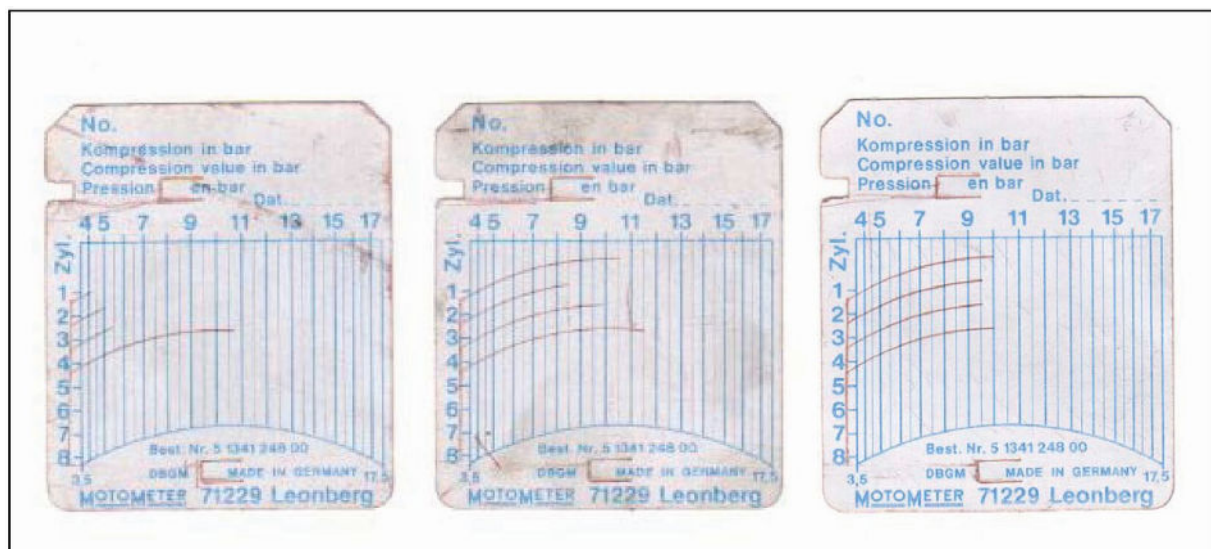 No.
Kompression in bar
Compression value in bar
Pression en bar
Dat.
4 5 7 9 11 13 15 17
Zyl.
1
2
3
4
5
6
7
8
Best. Nr. 5 1341 248 00
3,5 DBGM MADE IN GERMANY 17,5
MOTOMETER 71229 Leonberg
No.
Kompression in bar
Compression value in bar
Pression en bar
Dat.
4 5 7 9 11 13 15 17
Zyl.
1
2
3
4
5
6
7
8
Best. Nr. 5 1341 248 00
3,5 DBGM MADE IN GERMANY 17,5
MOTOMETER 71229 Leonberg
No.
Kompression in bar
Compression value in bar
Pression en bar
Dat.
4 5 7 9 11 13 15 17
Zyl.
1
2
3
4
5
6
7
8
Best. Nr. 5 1341 248 00
3,5 DBGM MADE IN GERMANY 17,5
MOTOMETER 71229 Leonberg